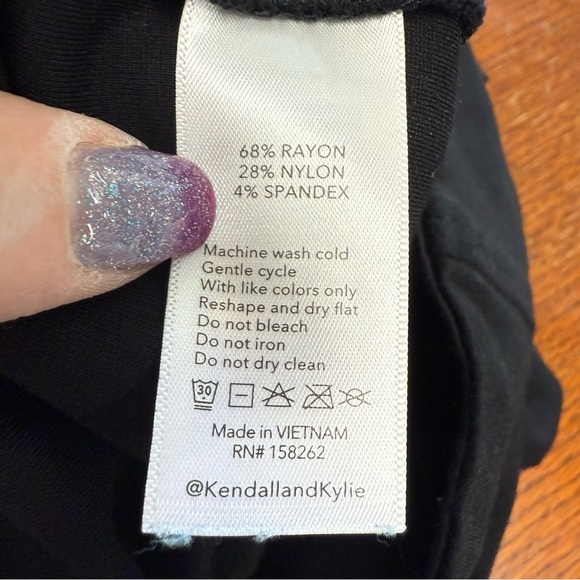 68% RAYON
28% NYLON
4% SPANDEX
Machine wash cold
Gentle cycle
With like colors only
Reshape and dry flat
Do not bleach
Do not iron
Do not dry clean
30
Made in VIETNAM
RN# 158262
@KendallandKylie